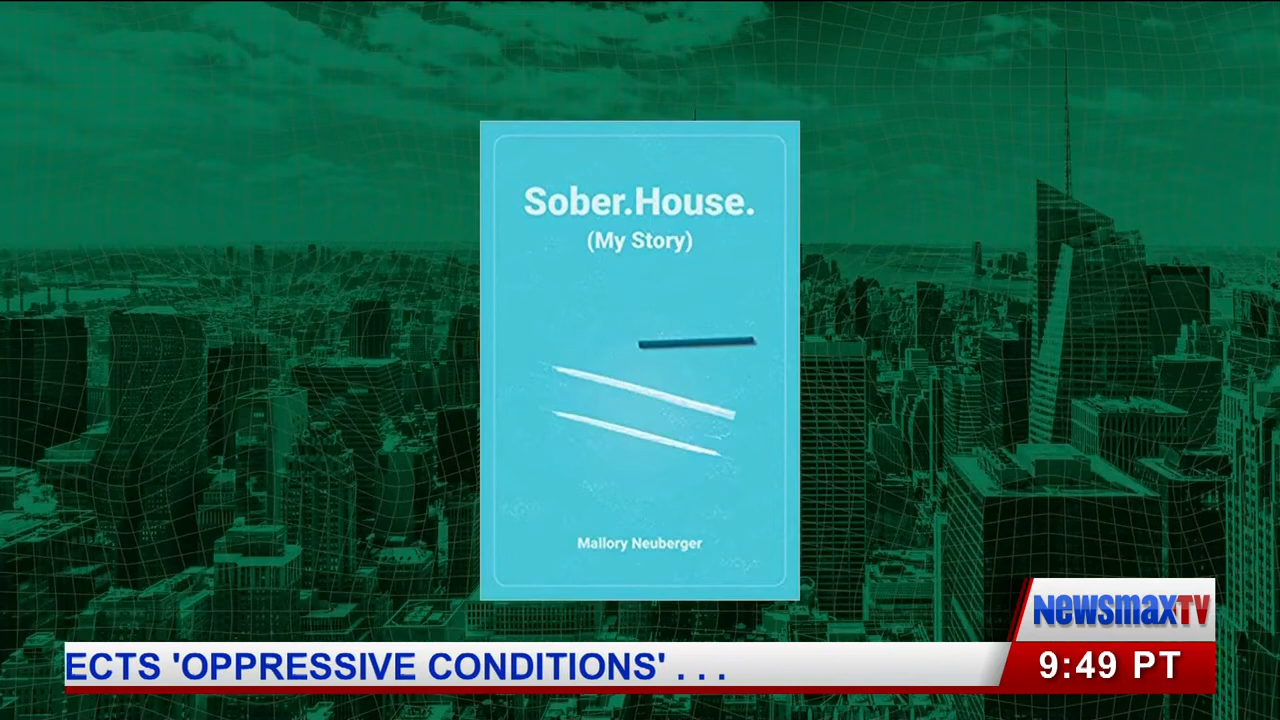 Sober.House.
(My Story)
Mallory Neuberger
NEWSMAXTV
ECTS 'OPPRESSIVE CONDITIONS' . . .
9:49 PT